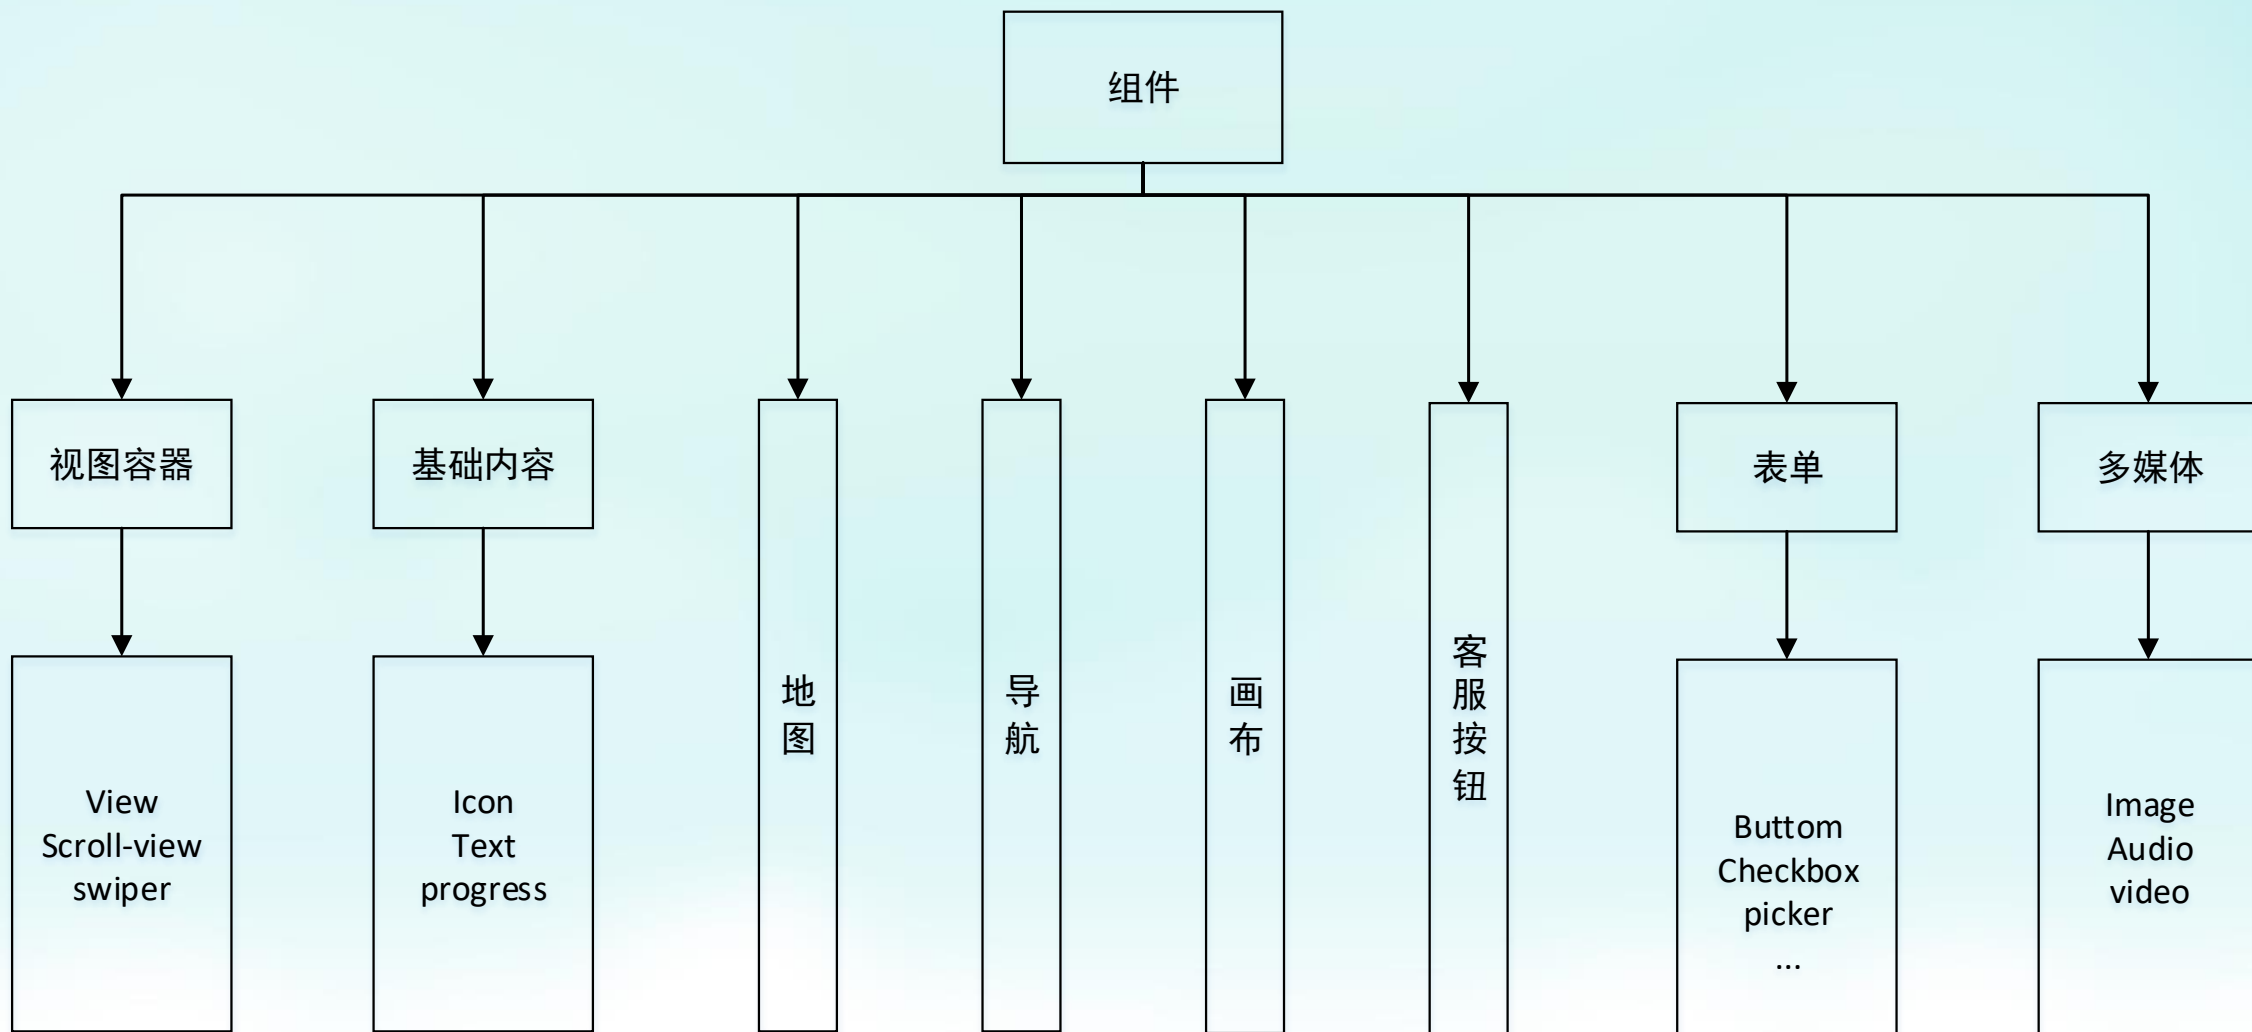 组件
视图容器
基础内容
地图
导航
画布
客服按钮
表单
多媒体
View
Scroll-view
swiper
Icon
Text
progress
Buttom
Checkbox
picker
...
Image
Audio
video